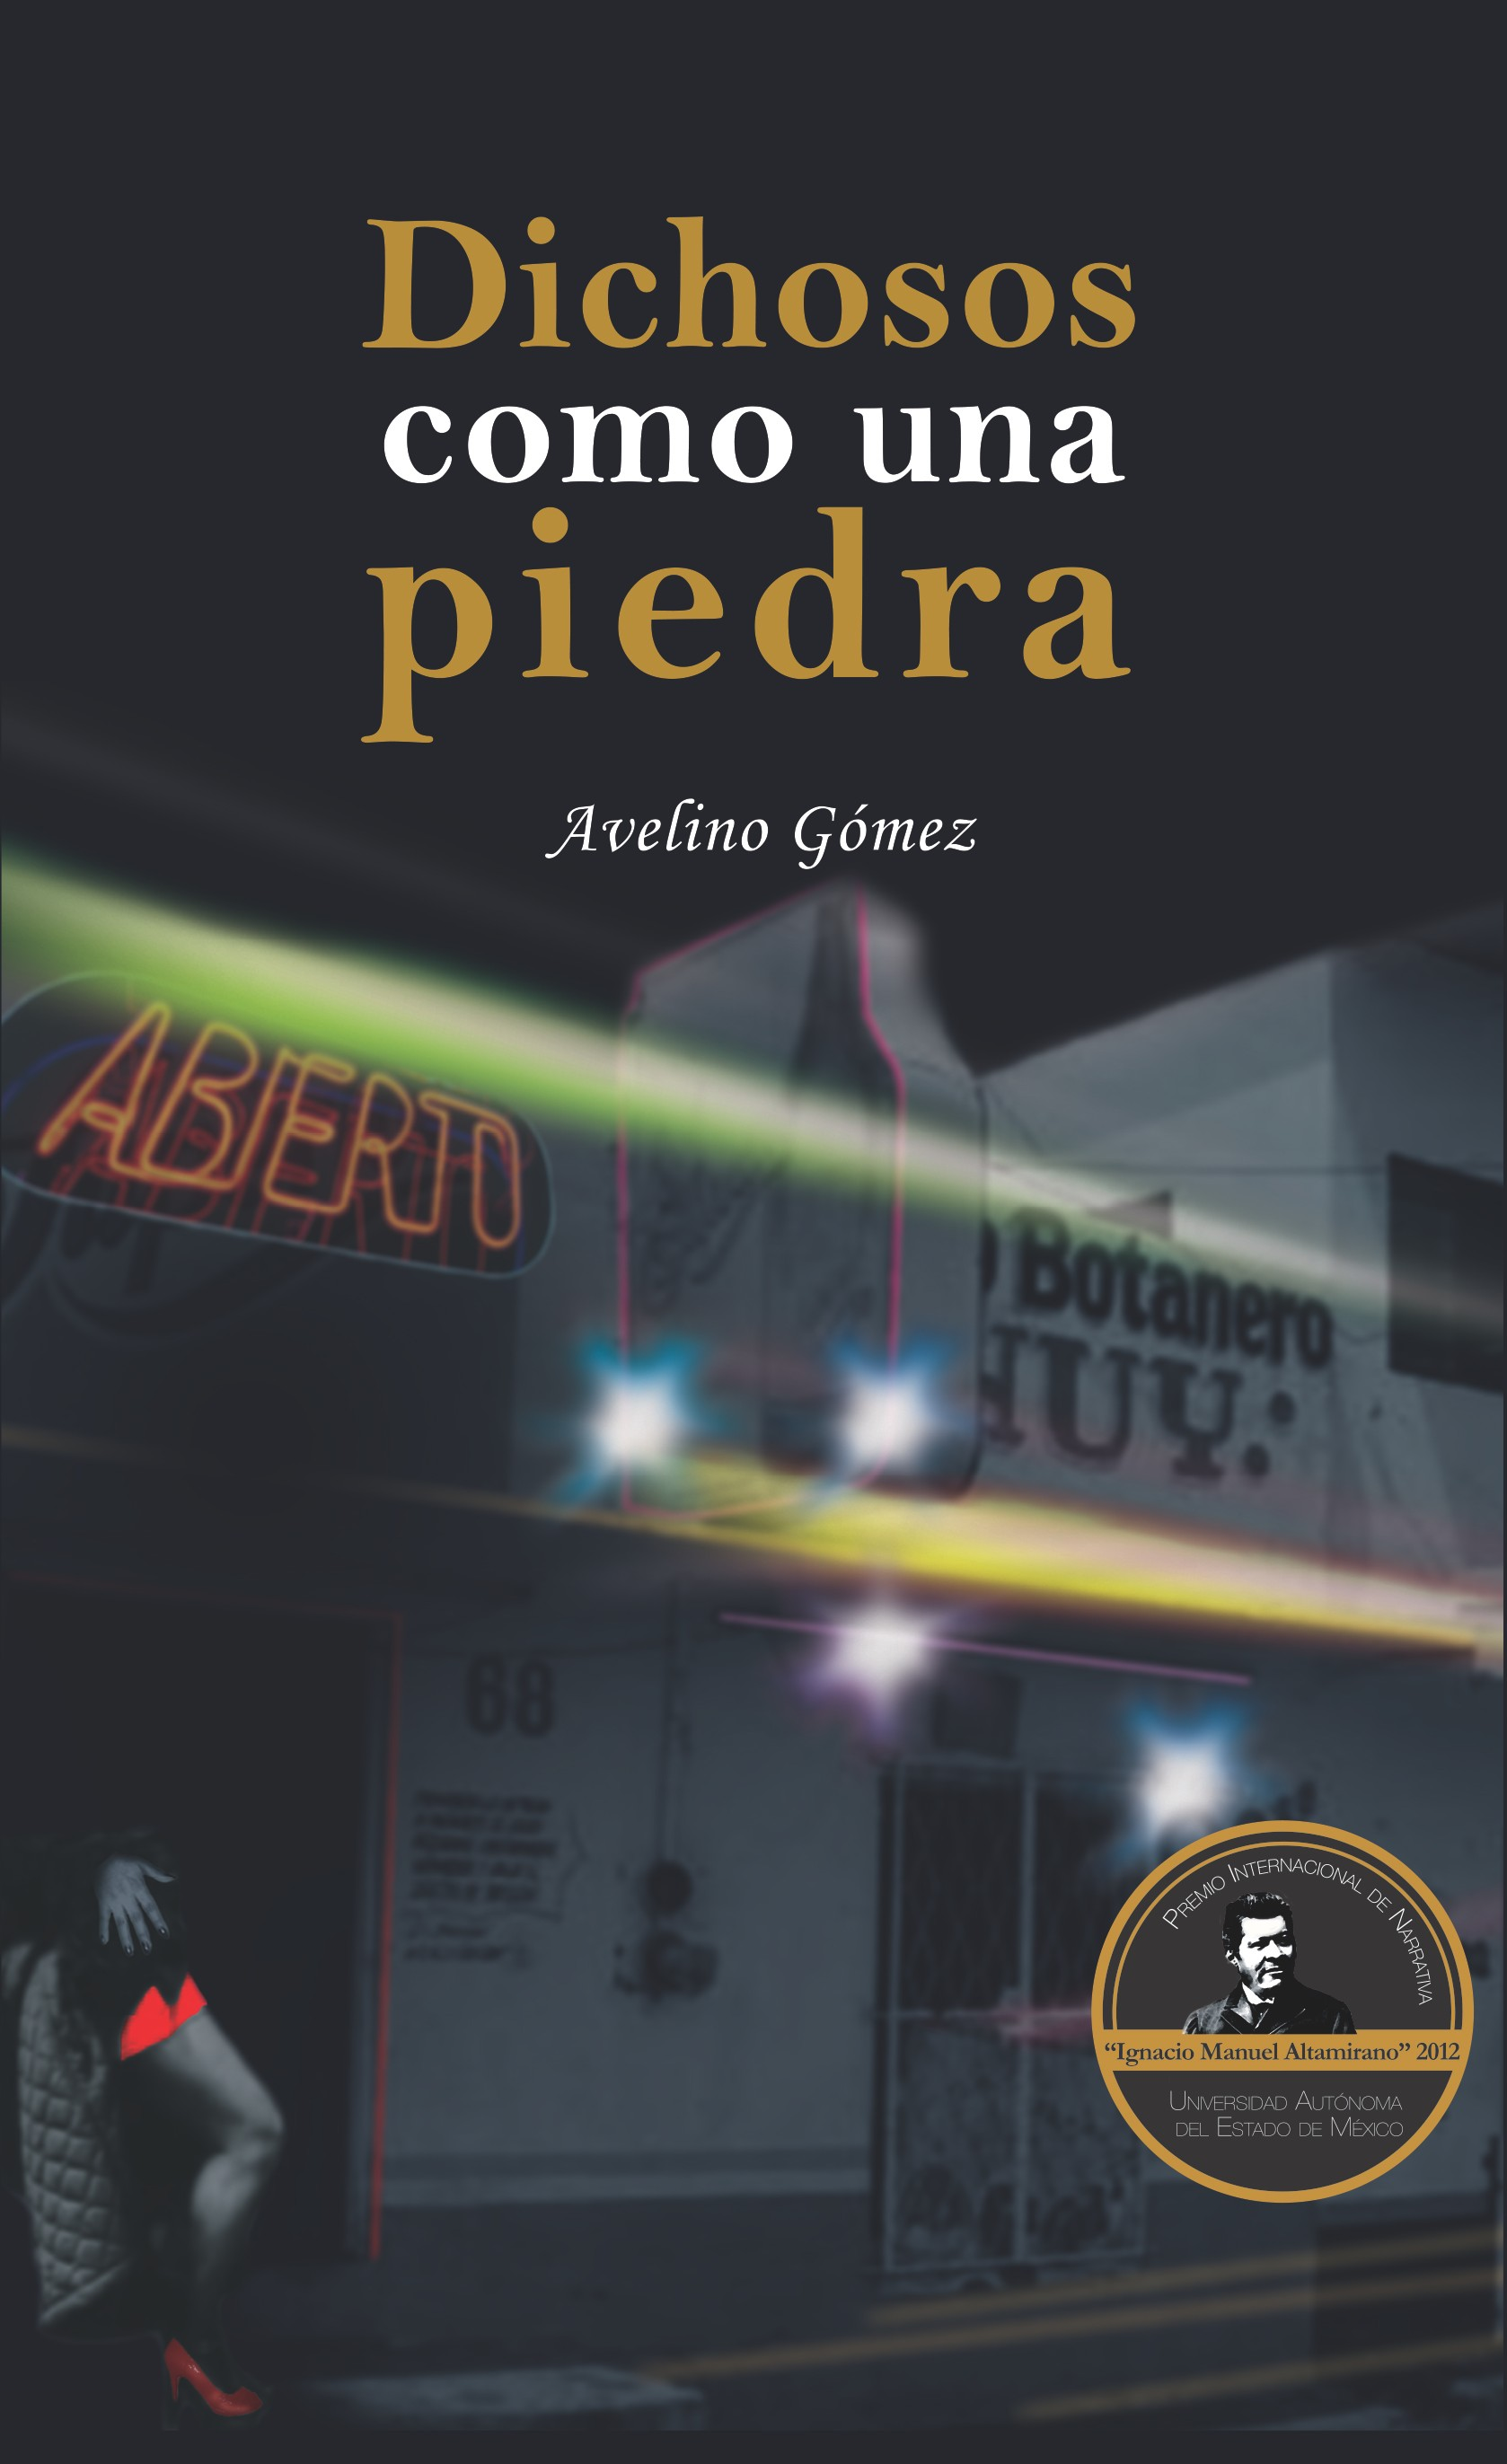 Dichosos
como una
piedra
Avelino Gómez
ABIERTO
Botanero
HUY:
68
PREMIO INTERNACIONAL DE NARRATIVA
“Ignacio Manuel Altamirano” 2012
UNIVERSIDAD AUTÓNOMA
DEL ESTADO DE MÉXICO